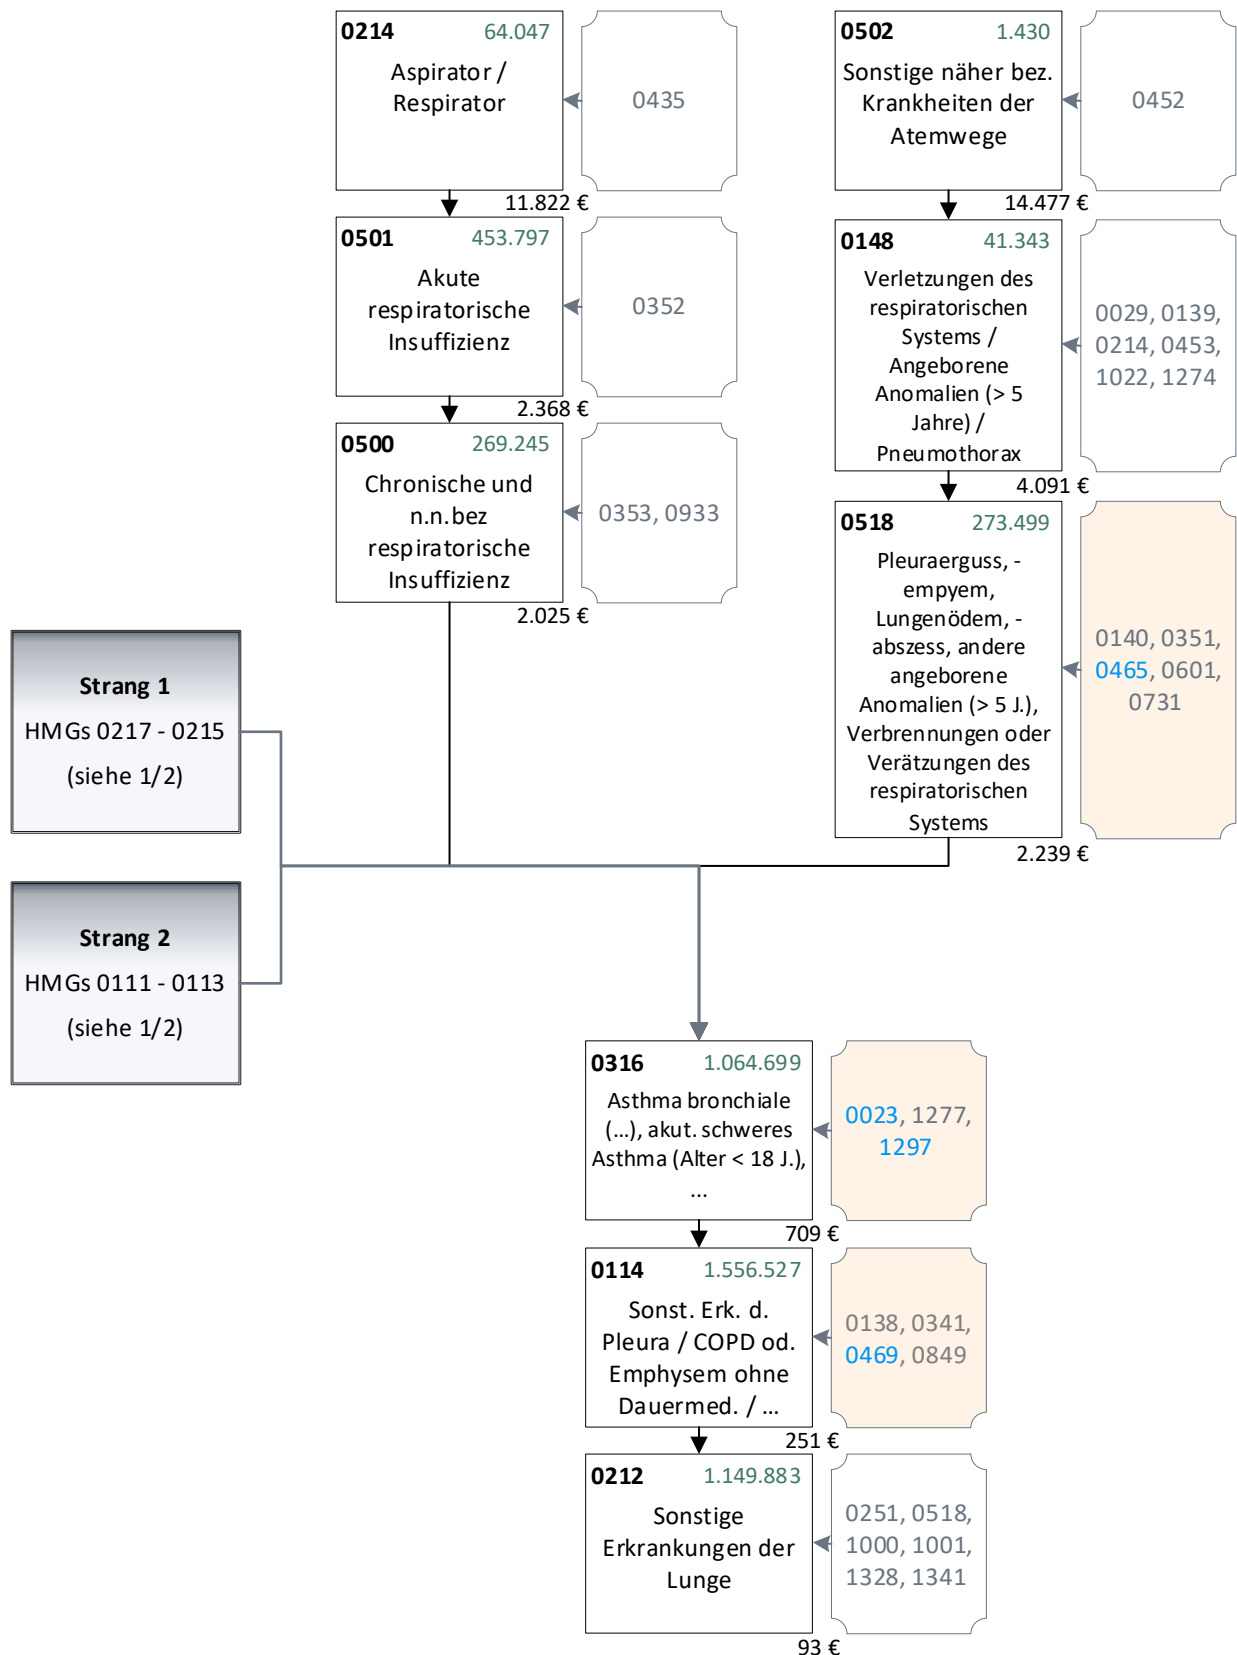 0214 64.047
Aspirator /
Respirator
0435
11.822 €
0501 453.797
Akute
respiratorische
Insuffizienz
0352
2.368 €
0500 269.245
Chronische und
n.n.bez
respiratorische
Insuffizienz
0353, 0933
2.025 €
0502 1.430
Sonstige näher bez.
Krankheiten der
Atemwege
0452
14.477 €
0148 41.343
Verletzungen des
respiratorischen
Systems /
Angeborene
Anomalien (> 5
Jahre) /
Pneumothorax
0029, 0139,
0214, 0453,
1022, 1274
4.091 €
0518 273.499
Pleuraerguss, -
empyem,
Lungenödem, -
abszess, andere
angeborene
Anomalien (> 5 J.),
Verbrennungen oder
Verätzungen des
respiratorischen
Systems
0140, 0351,
0465, 0601,
0731
2.239 €
Strang 1
HMGs 0217 - 0215
(siehe 1/2)
Strang 2
HMGs 0111 - 0113
(siehe 1/2)
0316 1.064.699
Asthma bronchiale
(...), akut. schweres
Asthma (Alter < 18 J.),
...
0023, 1277,
1297
709 €
0114 1.556.527
Sonst. Erk. d.
Pleura / COPD od.
Emphysem ohne
Dauermed. / ...
0138, 0341,
0469, 0849
251 €
0212 1.149.883
Sonstige
Erkrankungen der
Lunge
0251, 0518,
1000, 1001,
1328, 1341
93 €